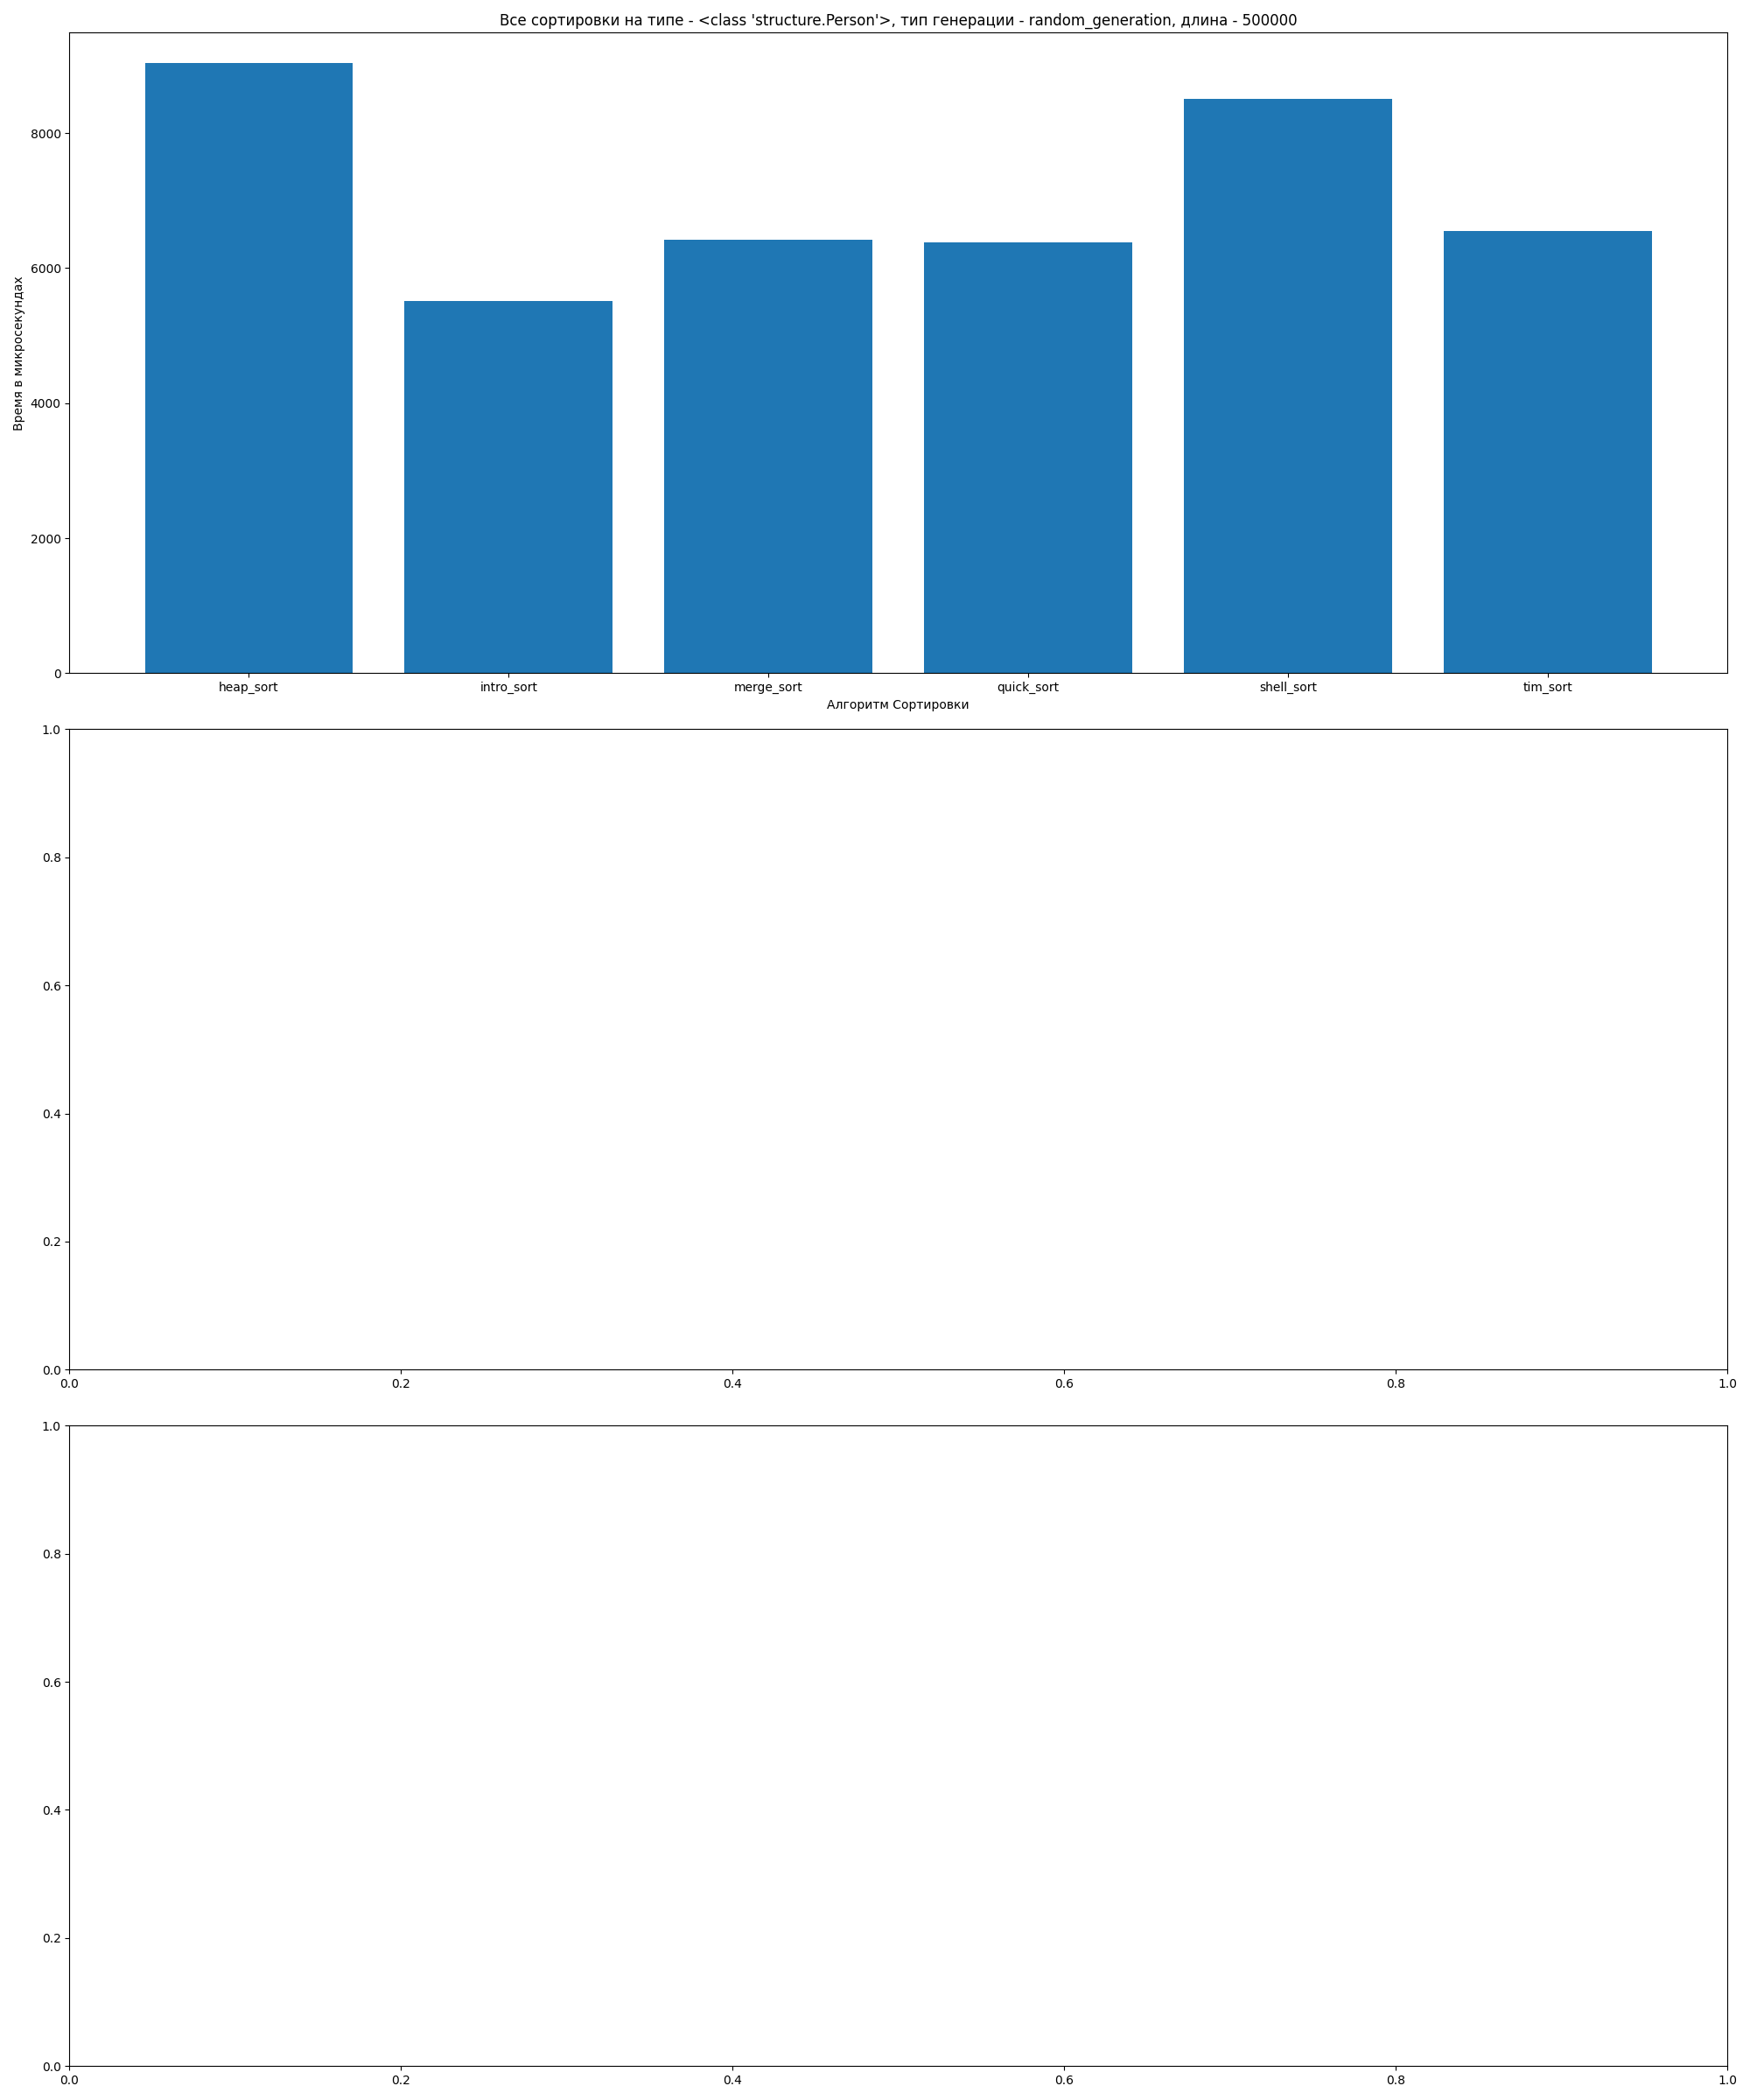 Все сортировки на типе - <class 'structure.Person'>, тип генерации - random_generation, длина - 500000
8000
6000
4000
2000
0
Время в микросекундах
heap_sort intro_sort merge_sort quick_sort shell_sort tim_sort
Алгоритм Сортировки
1.0
0.8
0.6
0.4
0.2
0.0
0.0 0.2 0.4 0.6 0.8 1.0
1.0
0.8
0.6
0.4
0.2
0.0
0.0 0.2 0.4 0.6 0.8 1.0